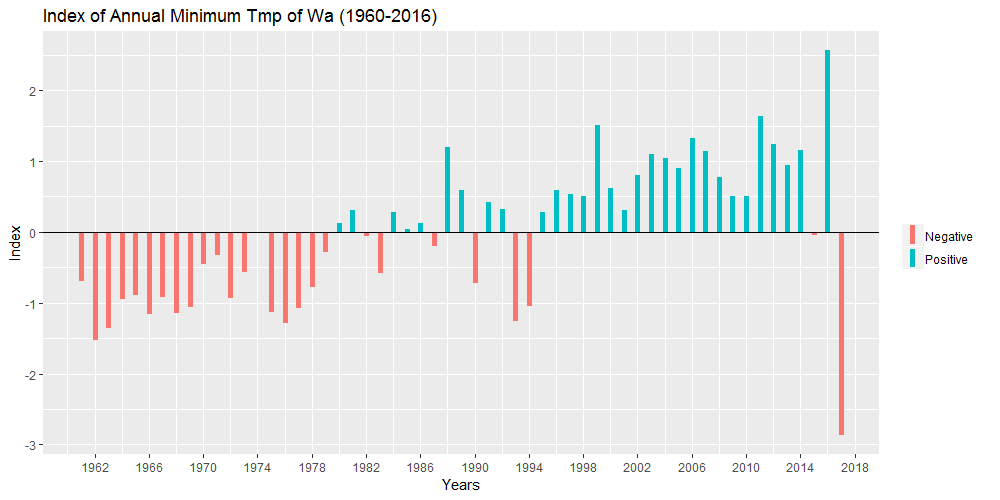 Index of Annual Minimum Tmp of Wa (1960-2016)
2
1
0
-1
-2
-3
Index
1962 1966 1970 1974 1978 1982 1986 1990 1994 1998 2002 2006 2010 2014 2018
Years
Negative
Positive